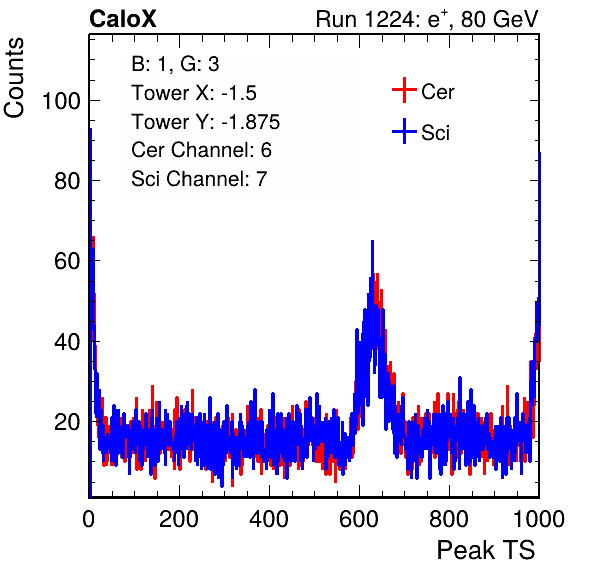 CaloX Run 1224: e⁺, 80 GeV
Counts
B: 1, G: 3
Tower X: -1.5
Tower Y: -1.875
Cer Channel: 6
Sci Channel: 7
Cer
Sci
100
80
60
40
20
0 200 400 600 800 1000
Peak TS